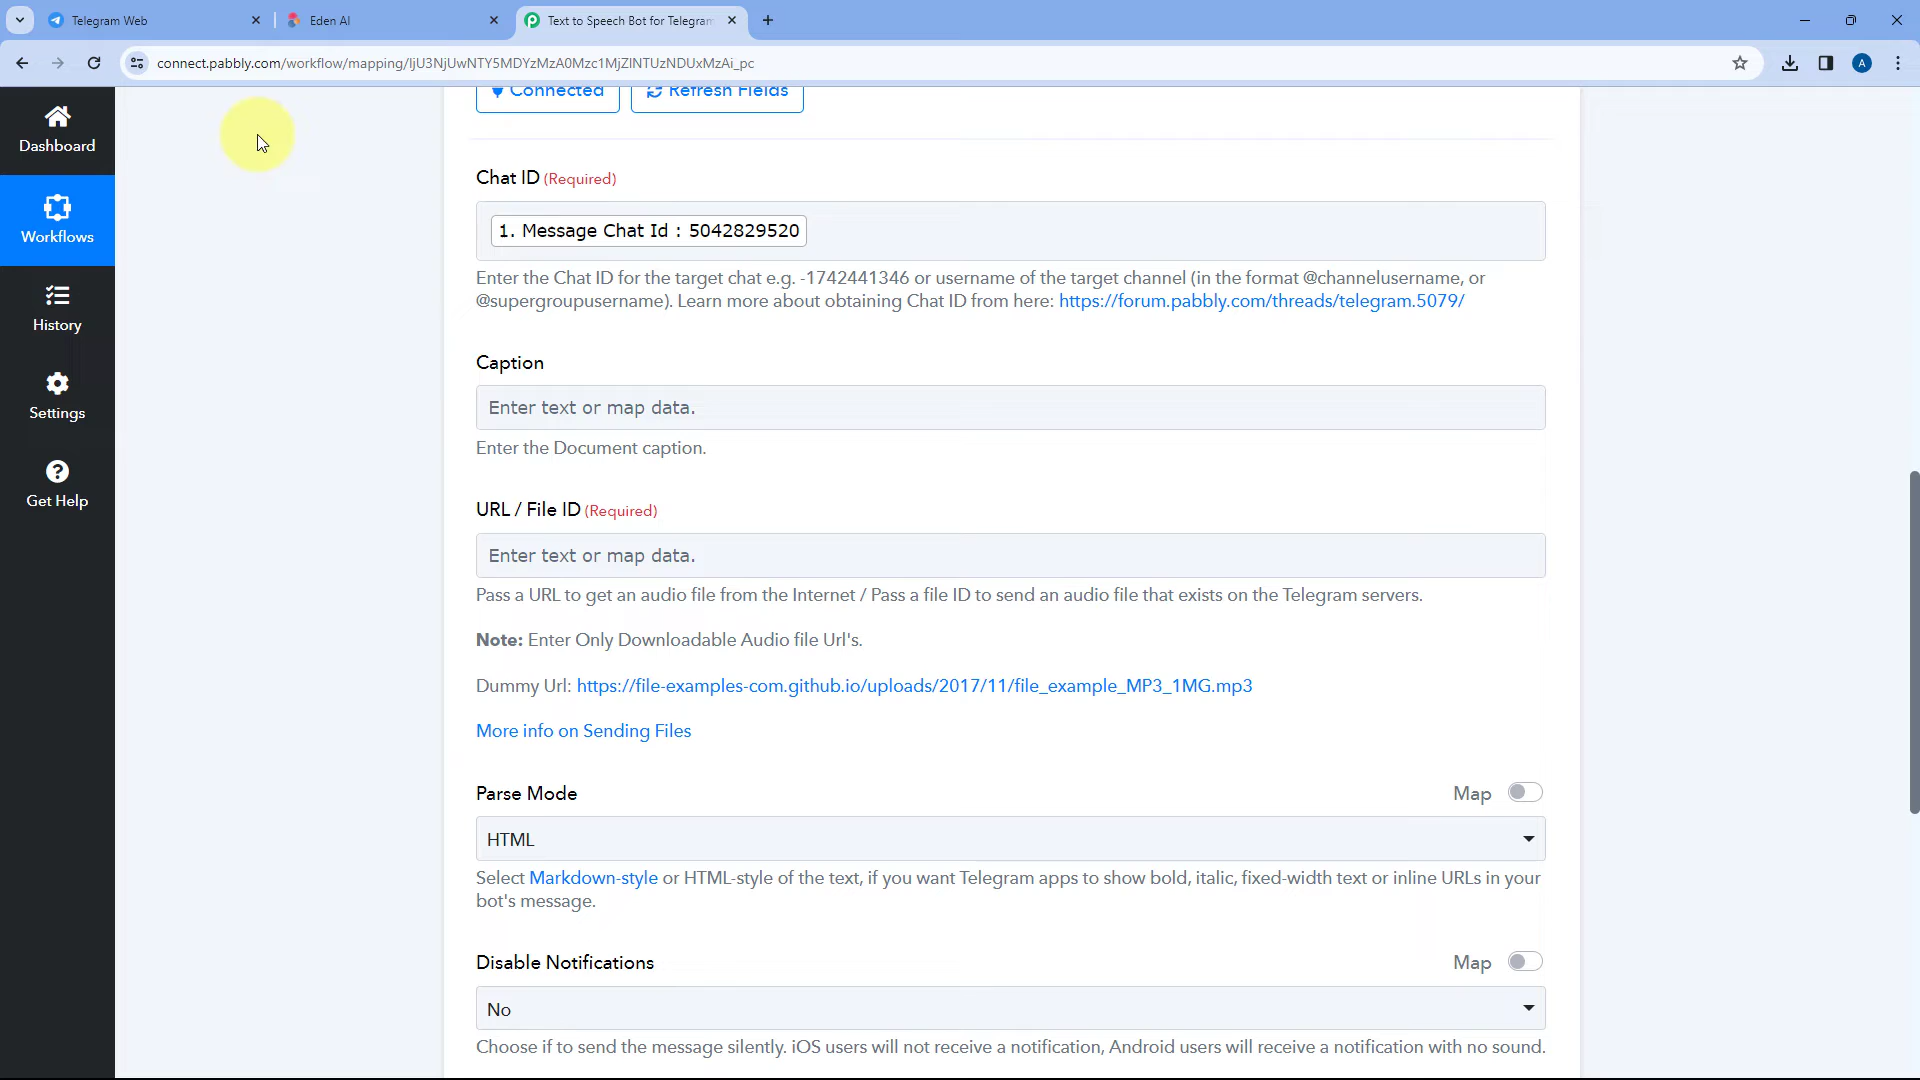 Telegram Web
Eden AI
Text to Speech Bot for Telegram
connect.pabbly.com/workflow/mapping/
Connected
Refresh Fields
Dashboard
Workflows
History
Settings
Get Help
Chat ID (Required)
1. Message Chat Id : 5042829520
Enter the Chat ID for the target chat e.g. -1742441346 or username of the target channel (in the format @channelusername, or
@supergroupusername). Learn more about obtaining Chat ID from here: https://forum.pabbly.com/threads/telegram.5079/
Caption
Enter text or map data.
Enter the Document caption.
URL / File ID (Required)
Enter text or map data.
Pass a URL to get an audio file from the Internet / Pass a file ID to send an audio file that exists on the Telegram servers.
Note: Enter Only Downloadable Audio file Url's.
Dummy Url: https://file-examples-com.github.io/uploads/2017/11/file_example_MP3_1MG.mp3
More info on Sending Files
Parse Mode
Map
HTML
Select Markdown-style or HTML-style of the text, if you want Telegram apps to show bold, italic, fixed-width text or inline URLs in your
bot's message.
Disable Notifications
Map
No
Choose if to send the message silently. iOS users will not receive a notification, Android users will receive a notification with no sound.
A